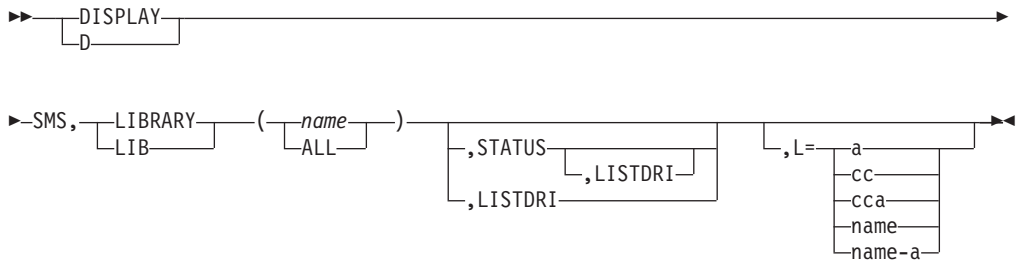 DISPLAY
D
SMS, LIBRARY ( name )
LIB ALL
,STATUS
,LISTDRI
,LISTDRI
,L= a
cc
cca
name
name-a